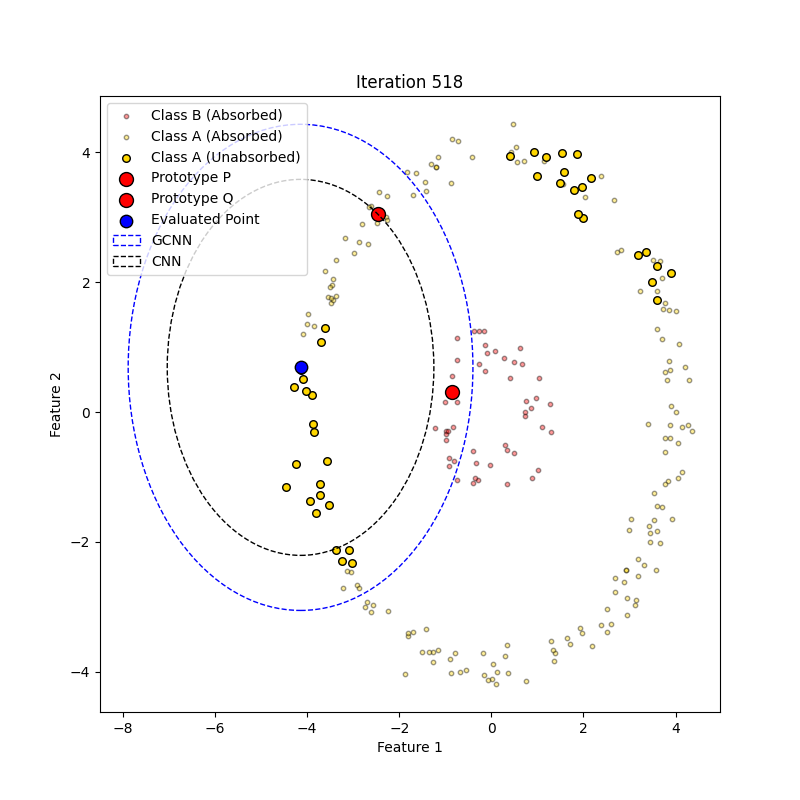 Iteration 518
Class B (Absorbed)
Class A (Absorbed)
Class A (Unabsorbed)
Prototype P
Prototype Q
Evaluated Point
GCNN
CNN
Feature 2
4
2
0
−2
−4
−8
−6
−4
−2
0
2
4
Feature 1